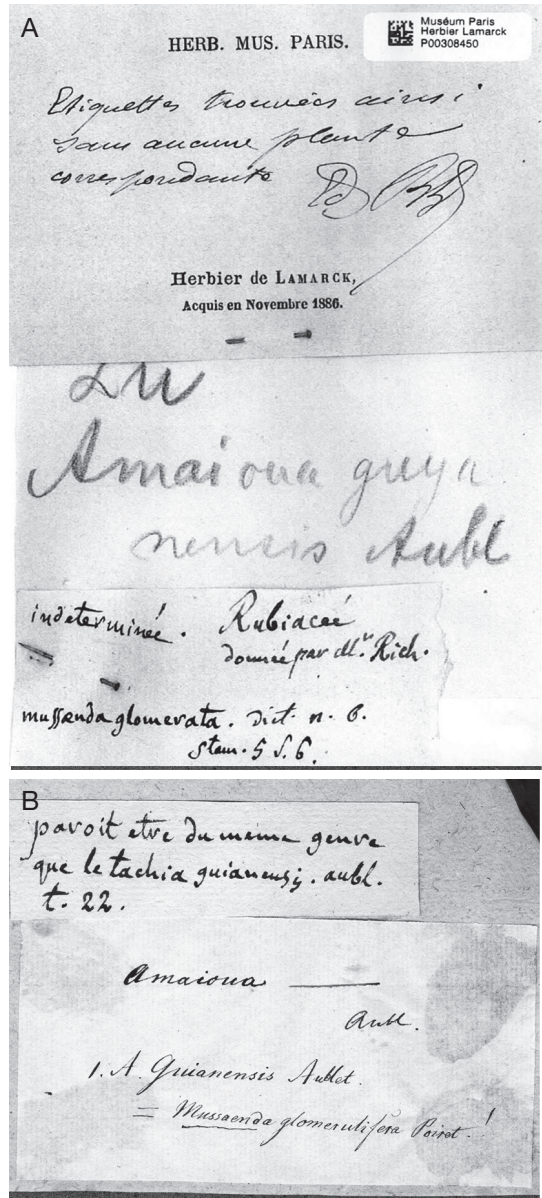 A
Muséum Paris
Herbier Lamarck
P00308450
HERB. MUS. PARIS.
Etiquettes trouvées ainsi
sans aucune plante
correspondante
Herbier de LAMARCK,
Acquis en Novembre 1886.
Amaioua guya
nensis Aubl
indeterminée. Rubiaceé
donnée par Mr. Rich.
mussænda glomerata. dict. n. 6.
stam. 5 S. 6.
B
paroit etre du meme genre
que le tachia guianensis. aubl.
t. 22.
Amaioua —
Aubl.
1. A. Guianensis Aublet.
= Mussaenda glomerulifera Poiret!